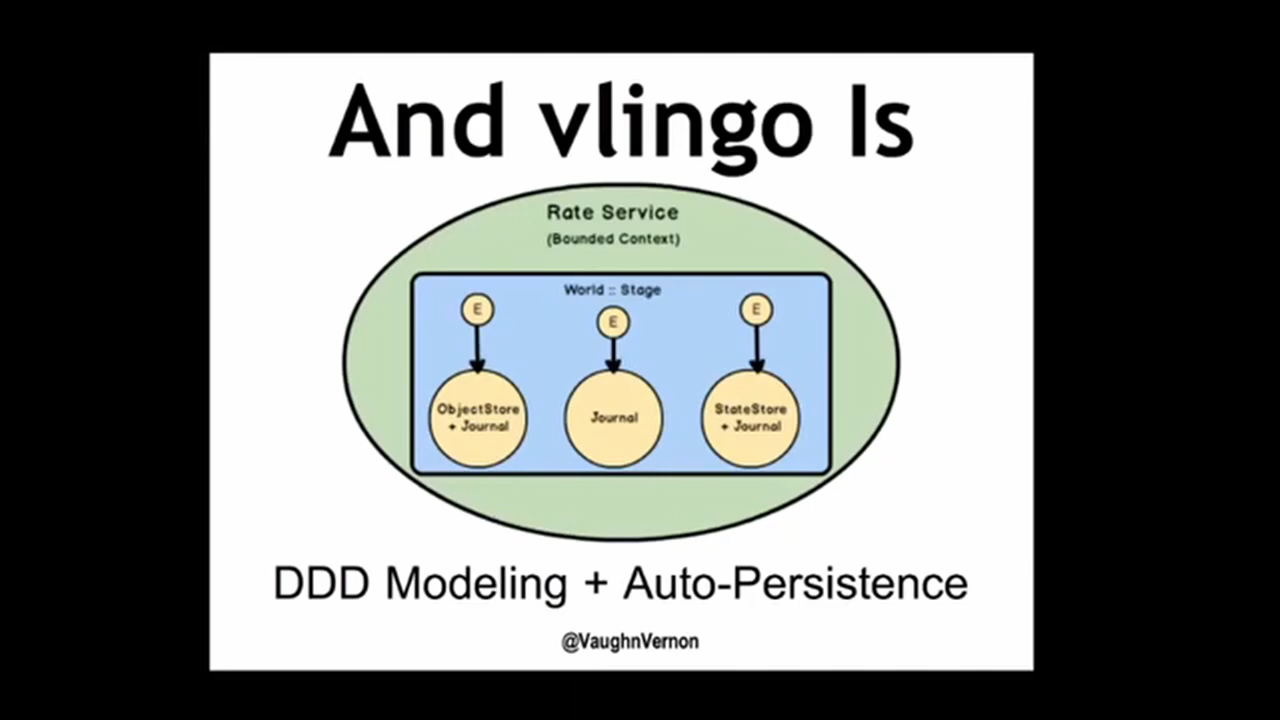 And vlingo Is
Rate Service
(Bounded Context)
World :: Stage
E
E
E
ObjectStore
+ Journal
Journal
StateStore
+ Journal
DDD Modeling + Auto-Persistence
@VaughnVernon